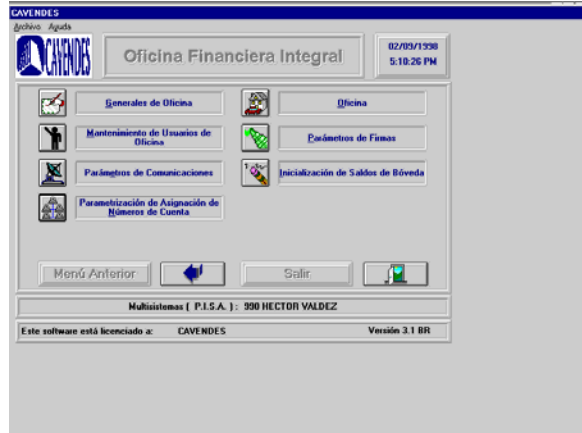 CAVENDES
Archivo Ayuda
CAVENDES
Oficina Financiera Integral
02/09/1998
5:10:26 PM
Generales de Oficina
Oficina
Mantenimiento de Usuarios de
Oficina
Parámetros de Firmas
Parámetros de Comunicaciones
Inicialización de Saldos de Bóveda
Parametrización de Asignación de
Números de Cuenta
Menú Anterior
Salir
Multisistemas ( P.I.S.A. ) : 990 HECTOR VALDEZ
Este software está licenciado a: CAVENDES Versión 3.1 BR